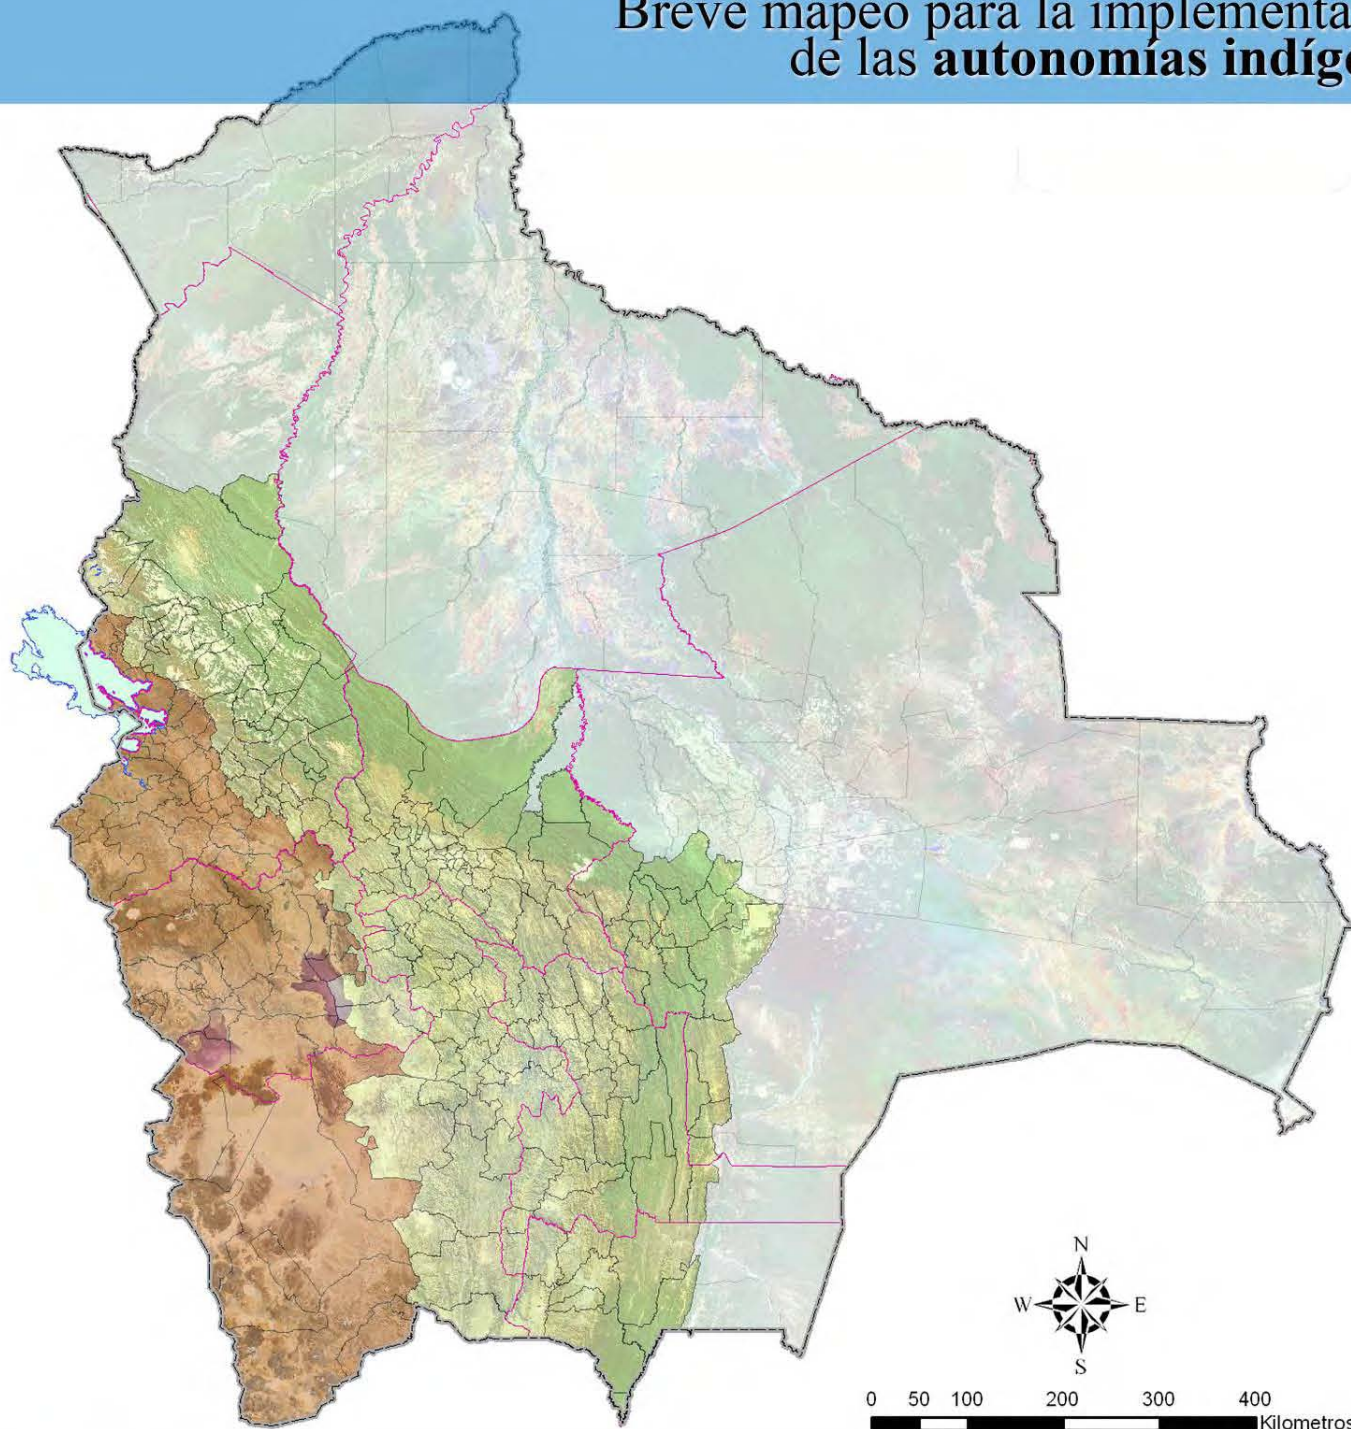 Breve mapeo para la implementa
de las autonomías indíg
N
W E
S
0 50 100 200 300 400
Kilometros